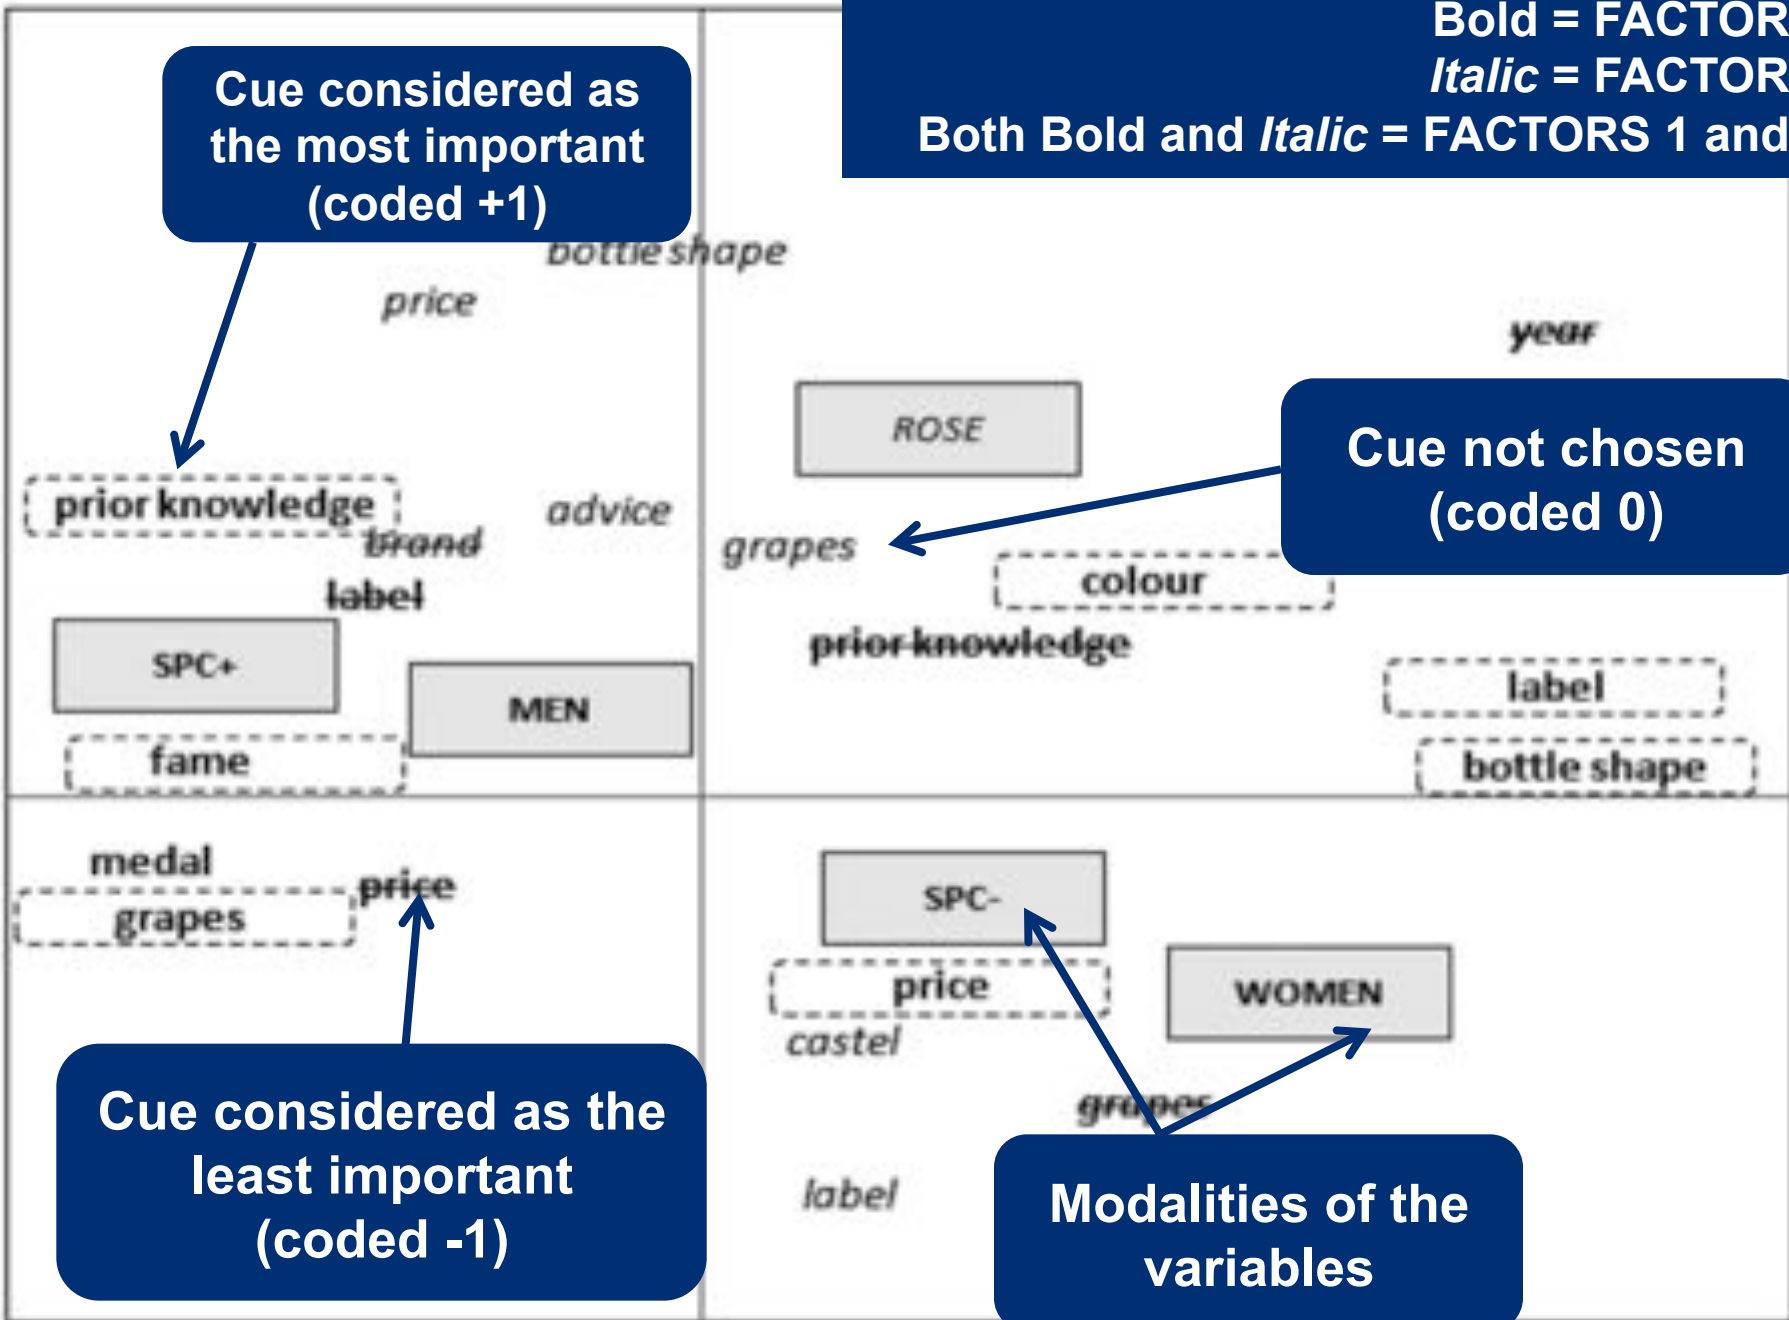 Bold = FACTOR
Italic = FACTOR
Both Bold and Italic = FACTORS 1 and
Cue considered as
the most important
(coded +1)
bottle shape
price
year
ROSE
Cue not chosen
(coded 0)
prior knowledge
advice
brand
grapes
colour
label
prior knowledge
SPC+
label
MEN
fame
bottle shape
medal
price
grapes
SPC-
price
WOMEN
castel
Cue considered as the
least important
(coded -1)
grapes
label
Modalities of the
variables